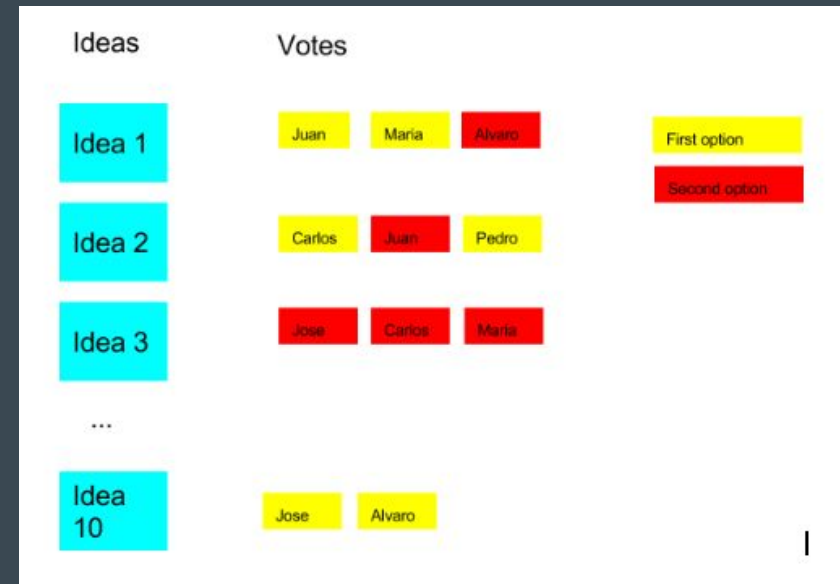 Ideas Votes
Idea 1 Juan Maria Alvaro First option
Second option
Idea 2 Carlos Juan Pedro
Idea 3 Jose Carlos Maria
...
Idea
10 Jose Alvaro